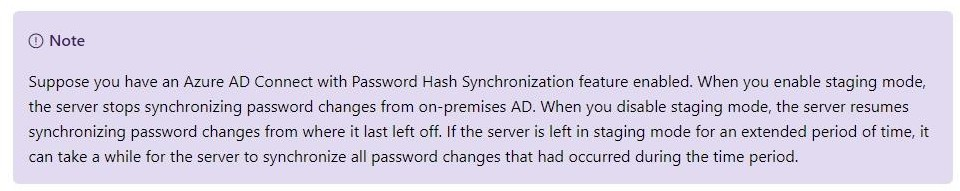 Note
Suppose you have an Azure AD Connect with Password Hash Synchronization feature enabled. When you enable staging mode,
the server stops synchronizing password changes from on-premises AD. When you disable staging mode, the server resumes
synchronizing password changes from where it last left off. If the server is left in staging mode for an extended period of time, it
can take a while for the server to synchronize all password changes that had occurred during the time period.